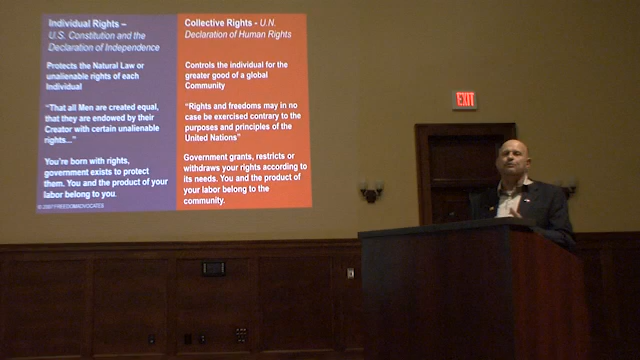 Individual Rights –
U.S. Constitution and the
Declaration of Independence
Protects the Natural Law or
unalienable rights of each
Individual
“That all Men are created equal,
that they are endowed by their
Creator with certain unalienable
rights...”
You’re born with rights,
government exists to protect
them. You and the product of your
labor belong to you.
© 2007 FREEDOM ADVOCATES
Collective Rights - U.N.
Declaration of Human Rights
Controls the individual for the
greater good of a global
Community
“Rights and freedoms may in no
case be exercised contrary to the
purposes and principles of the
United Nations”
Government grants, restricts or
withdraws your rights according to
its needs. You and the product of
your labor belong to the
community.
EXIT